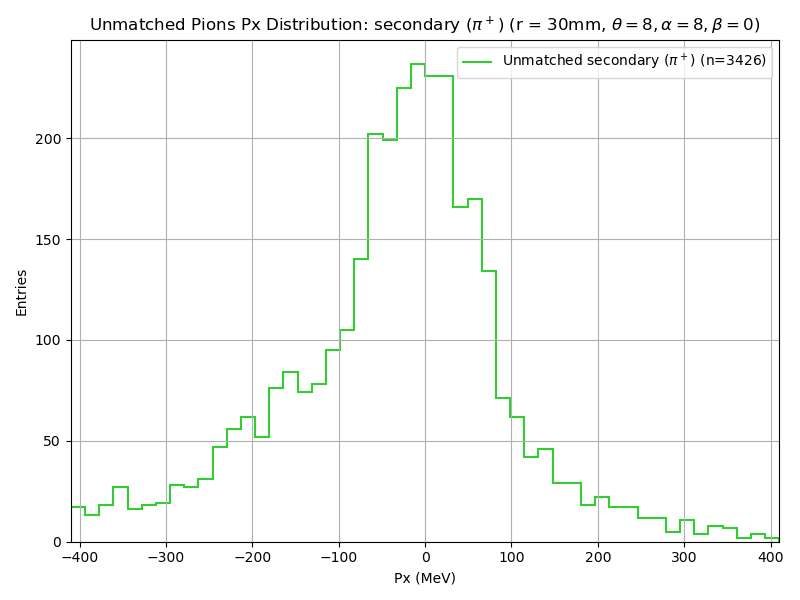 Unmatched Pions Px Distribution: secondary (π⁺) (r = 30mm, θ = 8, α = 8, β = 0)
Unmatched secondary (π⁺) (n=3426)
Entries
200
150
100
50
0
−400 −300 −200 −100 0 100 200 300 400
Px (MeV)